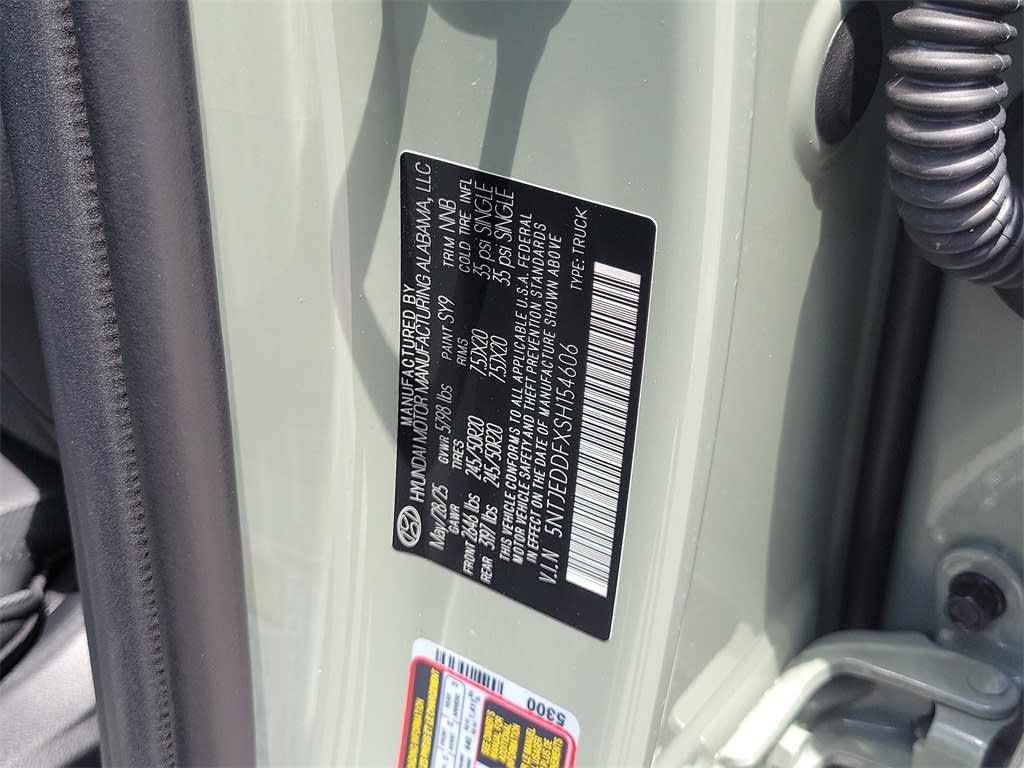 MANUFACTURED BY
HYUNDAI MOTOR MANUFACTURING ALABAMA, LLC
May/28/25 GVWR 5798 lbs PAINT SY9 TRIM NNB
GAWR TIRES RMS COLD TIRE INFL
FRONT 2646 lbs 245/50R20 7.5JX20 35 psi SINGLE
REAR 3197 lbs 245/50R20 7.5JX20 35 psi SINGLE
THIS VEHICLE CONFORMS TO ALL APPLICABLE U.S.A. FEDERAL
MOTOR VEHICLE SAFETY AND THEFT PREVENTION STANDARDS
IN EFFECT ON THE DATE OF MANUFACTURE SHOWN ABOVE
V.I.N 5NTJEDDFXSH154606 TYPE: TRUCK
5300